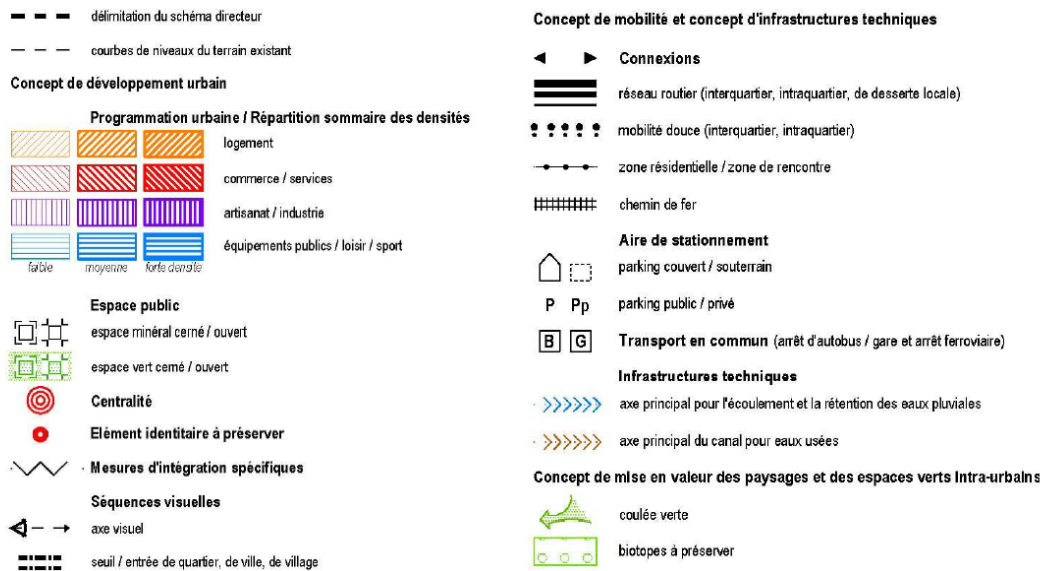 délimitation du schéma directeur
courbes de niveaux du terrain existant
Concept de développement urbain
Programmation urbaine / Répartition sommaire des densités
logement
commerce / services
artisanat / industrie
équipements publics / loisir / sport
faible moyenne forte densité
Espace public
espace minéral cerné / ouvert
espace vert cerné / ouvert
Centralité
Elément identitaire à préserver
Mesures d'intégration spécifiques
Séquences visuelles
axe visuel
seuil / entrée de quartier, de ville, de village
Concept de mobilité et concept d'infrastructures techniques
Connexions
réseau routier (interquartier, intraquartier, de desserte locale)
mobilité douce (interquartier, intraquartier)
zone résidentielle / zone de rencontre
chemin de fer
Aire de stationnement
parking couvert / souterrain
P Pp parking public / privé
B G Transport en commun (arrêt d'autobus / gare et arrêt ferroviaire)
Infrastructures techniques
axe principal pour l'écoulement et la rétention des eaux pluviales
axe principal du canal pour eaux usées
Concept de mise en valeur des paysages et des espaces verts intra-urbains
coulée verte
biotopes à préserver